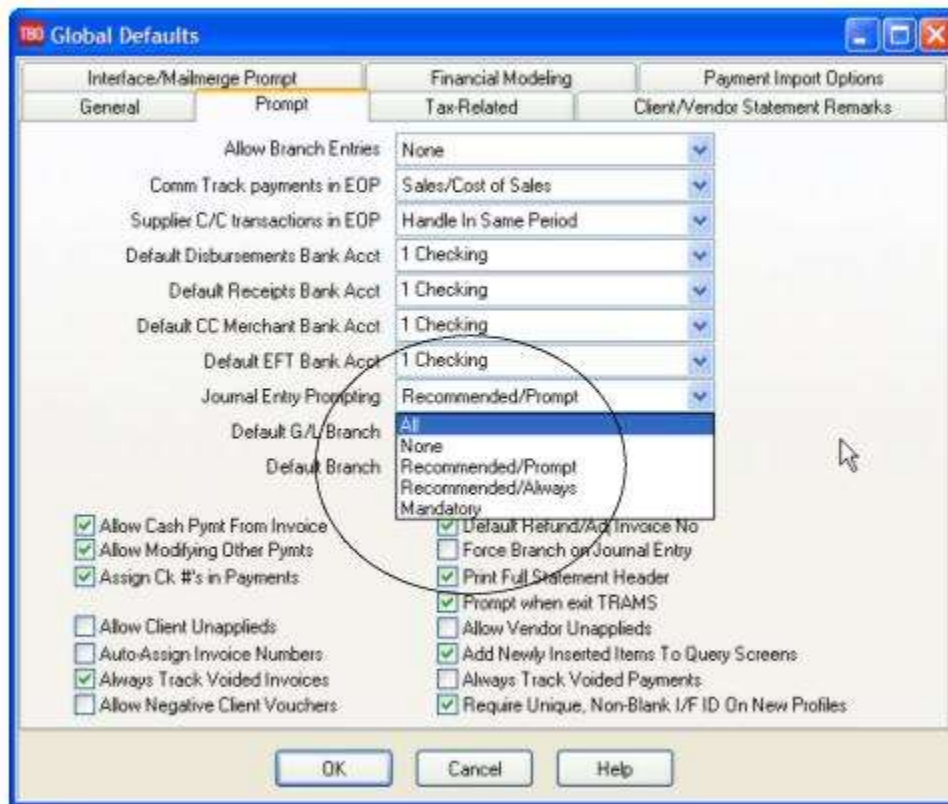 TBO Global Defaults
Interface/Mailmerge Prompt Financial Modeling Payment Import Options
General Prompt Tax-Related Client/Vendor Statement Remarks
Allow Branch Entries None
Comm Track payments in EOP Sales/Cost of Sales
Supplier C/C transactions in EOP Handle In Same Period
Default Disbursements Bank Acct 1 Checking
Default Receipts Bank Acct 1 Checking
Default CC Merchant Bank Acct 1 Checking
Default EFT Bank Acct 1 Checking
Journal Entry Prompting Recommended/Prompt
Default G/L Branch All
None
Default Branch Recommended/Prompt
Recommended/Always
Mandatory
Allow Cash Pymt From Invoice Default Refund/Adj Invoice No
Allow Modifying Other Pymts Force Branch on Journal Entry
Assign Ck #'s in Payments Print Full Statement Header
Prompt when exit TRAMS
Allow Client Unapplieds Allow Vendor Unapplieds
Auto-Assign Invoice Numbers Add Newly Inserted Items To Query Screens
Always Track Voided Invoices Always Track Voided Payments
Allow Negative Client Vouchers Require Unique, Non-Blank I/F ID On New Profiles
OK Cancel Help